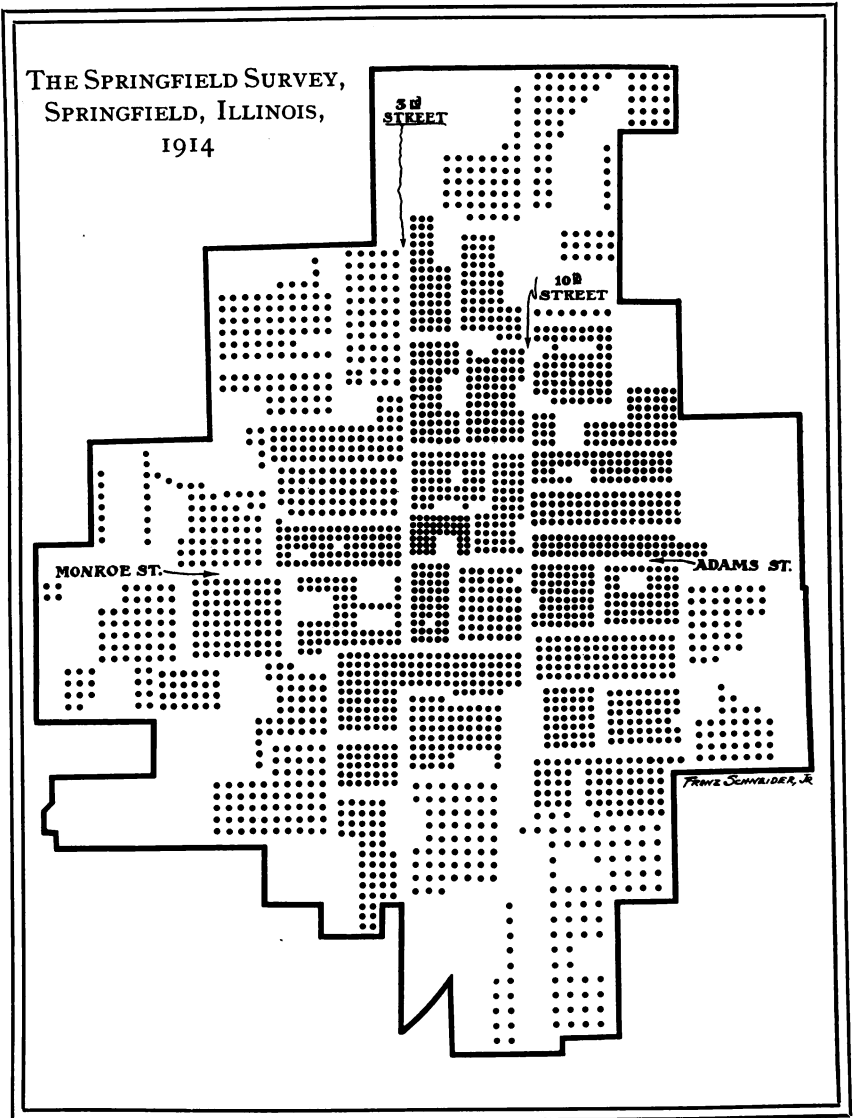 THE SPRINGFIELD SURVEY,
SPRINGFIELD, ILLINOIS,
1914
3rd
STREET
10th
STREET
MONROE ST.
ADAMS ST.
FRANZ SCHNEIDER, JR